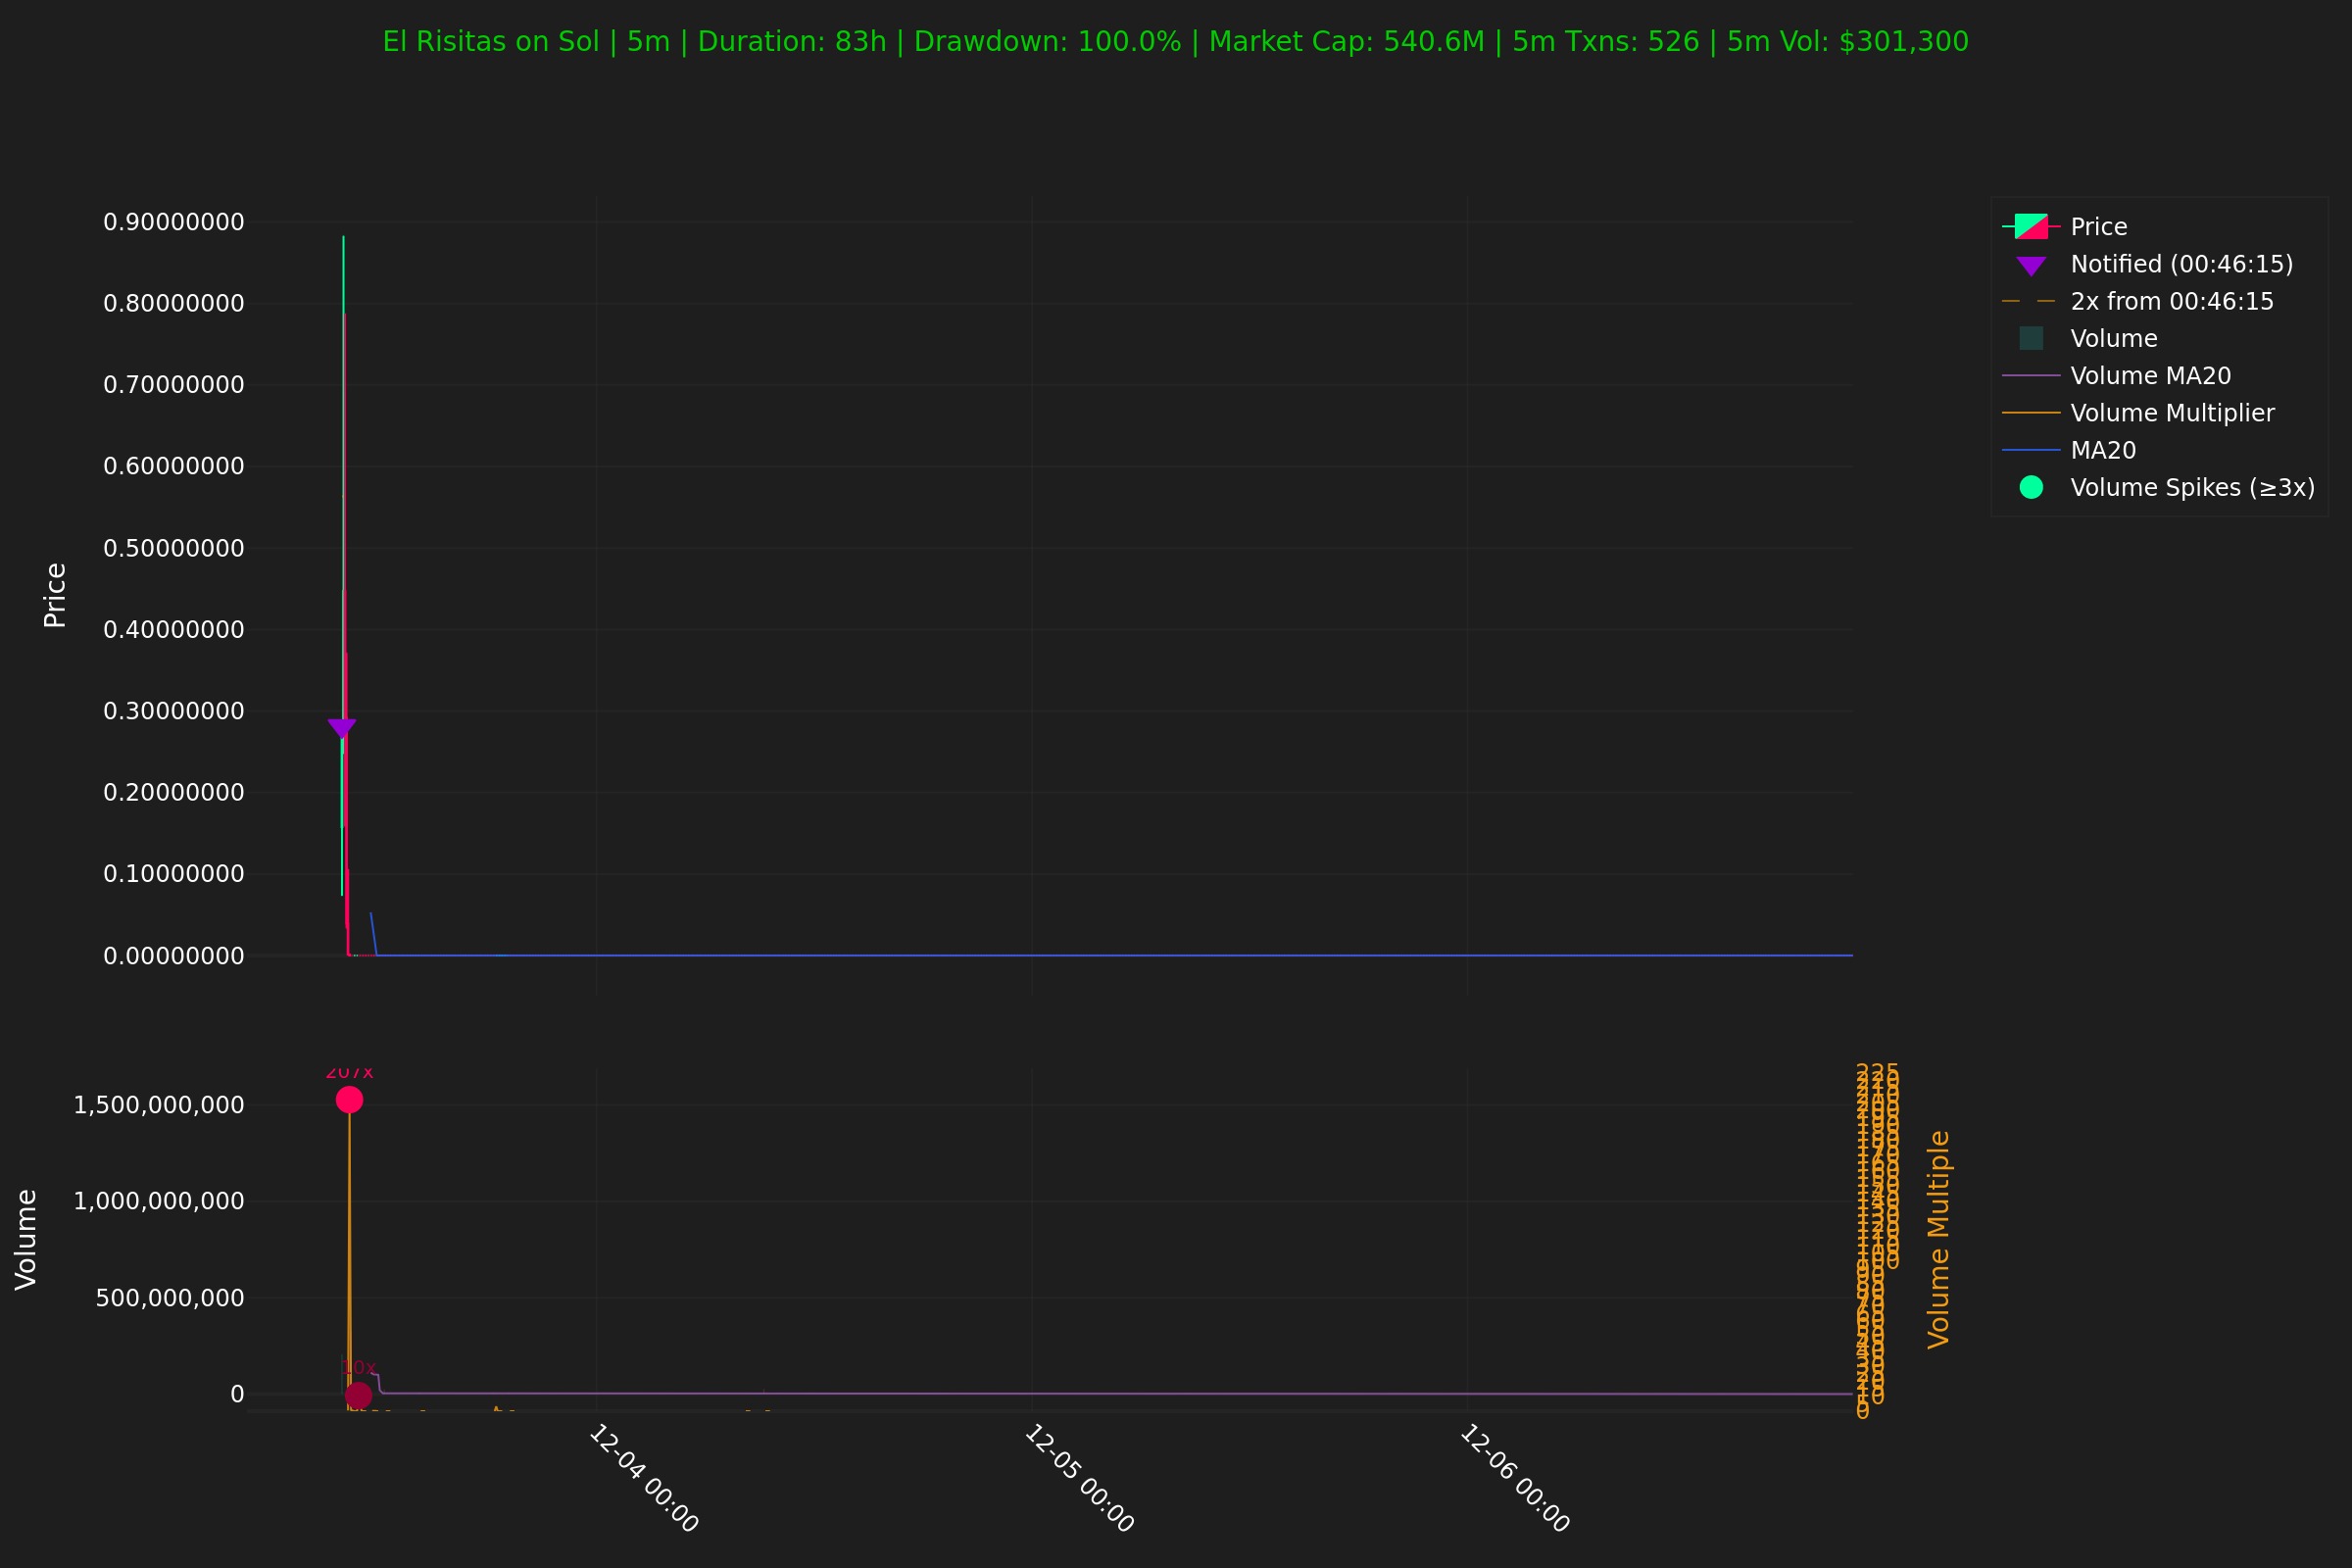 El Risitas on Sol | 5m | Duration: 83h | Drawdown: 100.0% | Market Cap: 540.6M | 5m Txns: 526 | 5m Vol: $301,300
Price
0.90000000
0.80000000
0.70000000
0.60000000
0.50000000
0.40000000
0.30000000
0.20000000
0.10000000
0.00000000
Price
Notified (00:46:15)
2x from 00:46:15
Volume
Volume MA20
Volume Multiplier
MA20
Volume Spikes (≥3x)
Volume
1,500,000,000
1,000,000,000
500,000,000
0
207x
10x
225
100
10
0
Volume Multiple
12-04 00:00
12-05 00:00
12-06 00:00